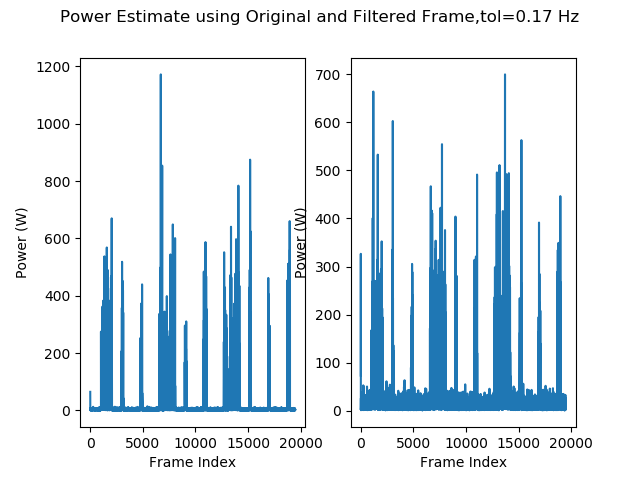 Power Estimate using Original and Filtered Frame,tol=0.17 Hz
1200
1000
800
600
400
200
0
Power (W)
0 5000 10000 15000 20000
Frame Index
700
600
500
400
300
200
100
0
Power (W)
0 5000 10000 15000 20000
Frame Index